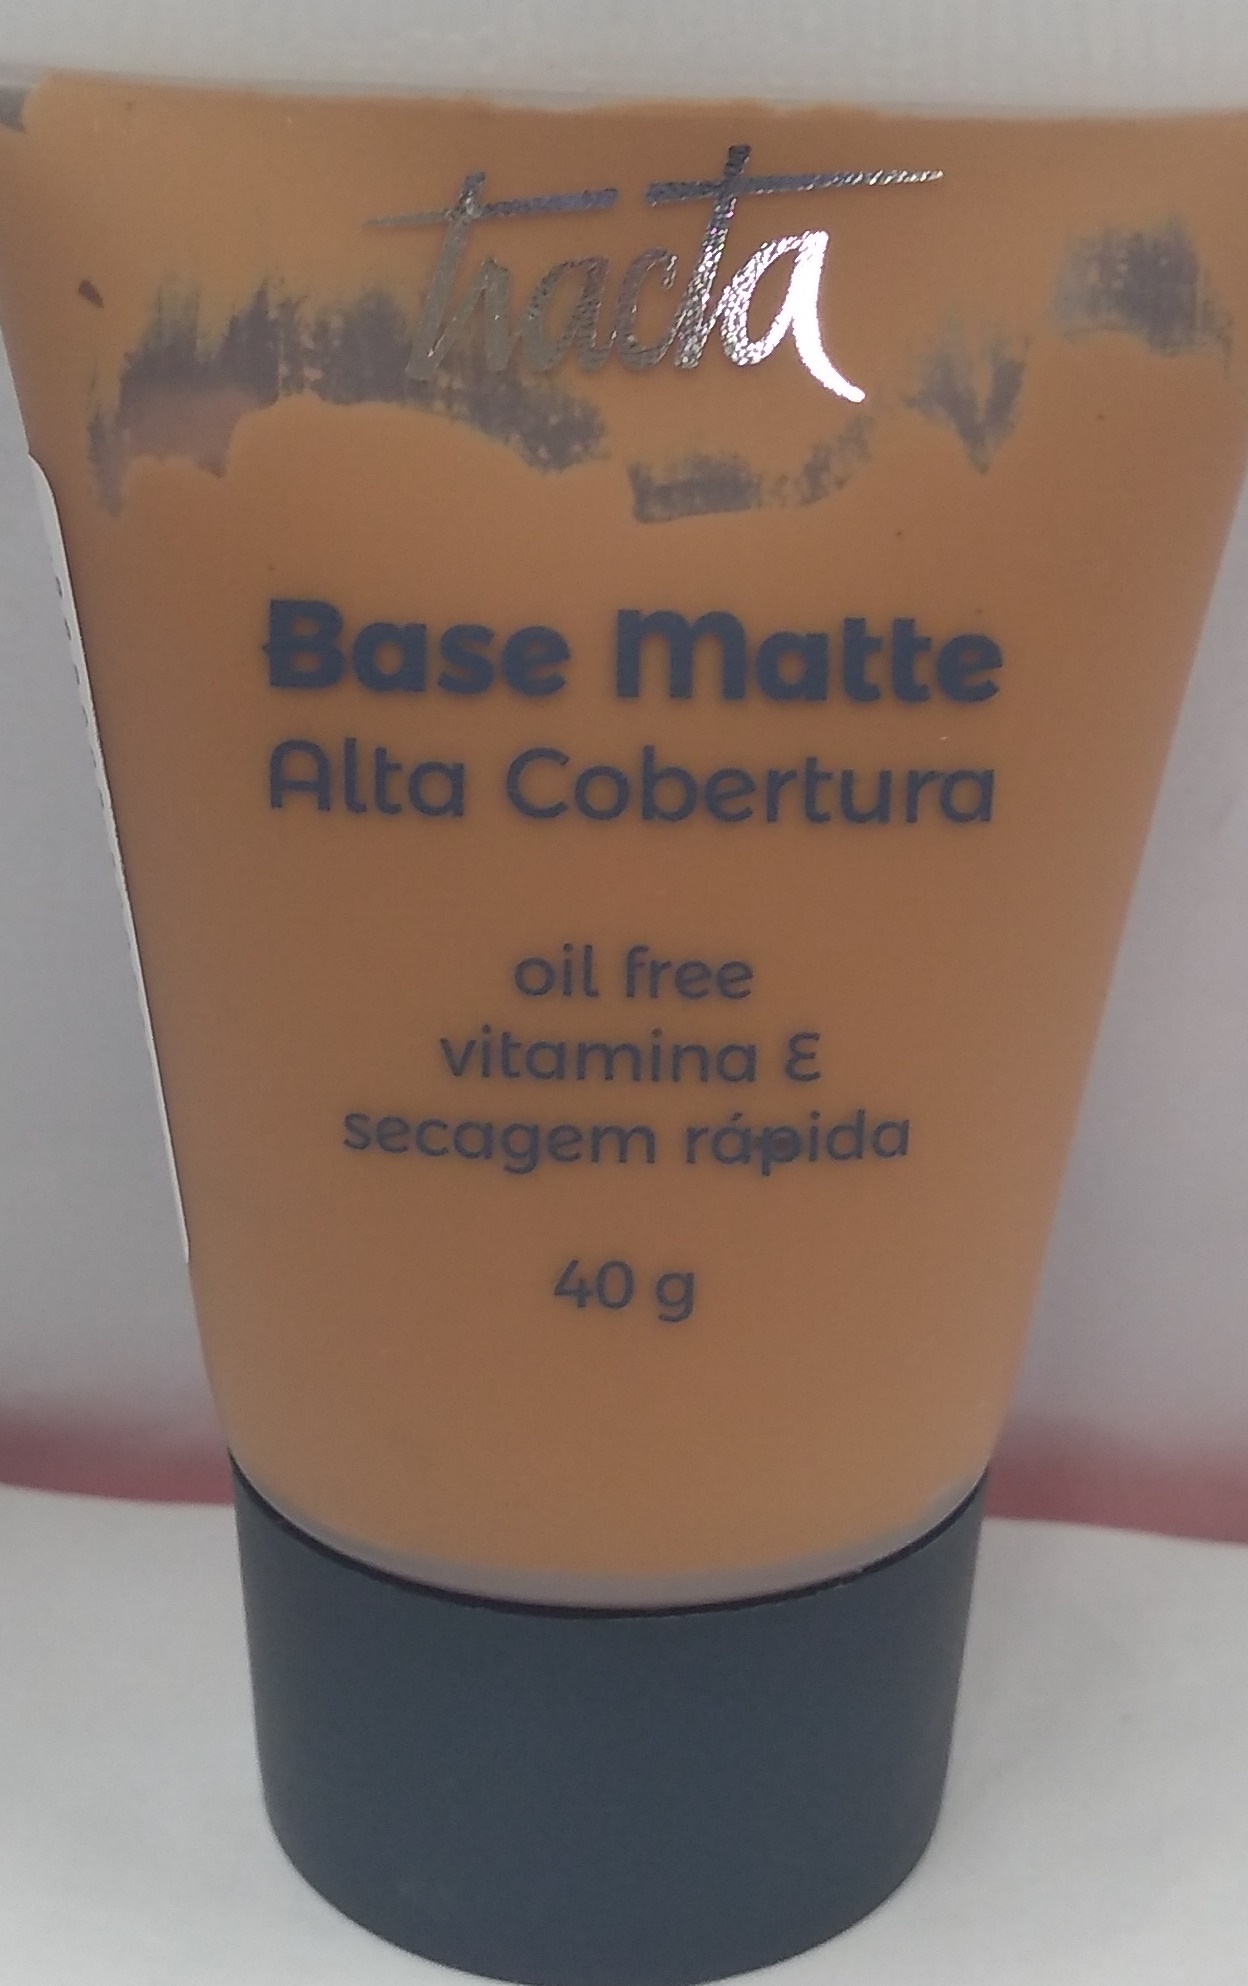 tracta
Base Matte
Alta Cobertura
oil free
vitamina E
secagem rápida
40 g